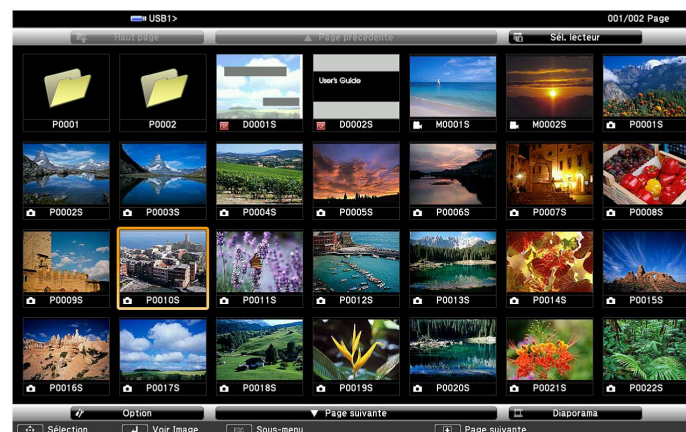 USB1> 001/002 Page
Haut page ▲ Page précédente Sél. lecteur
User's Guide
P0001 P0002 D0001S D0002S M0001S M0002S P0001S
P0002S P0003S P0004S P0005S P0006S P0007S P0008S
P0009S P0010S P0011S P0012S P0013S P0014S P0015S
P0016S P0017S P0018S P0019S P0020S P0021S P0022S
Option ▼ Page suivante Diaporama
Sélection Voir Image ESC Sous-menu Page suivante